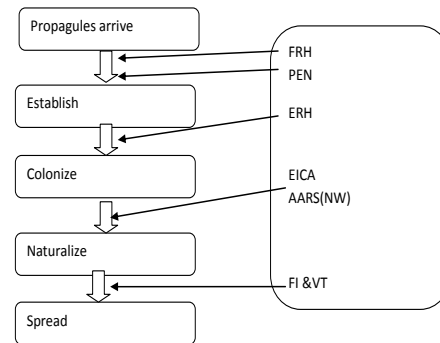 Propagules arrive
FRH
PEN
Establish
ERH
Colonize
EICA
AARS(NW)
Naturalize
FI &VT
Spread